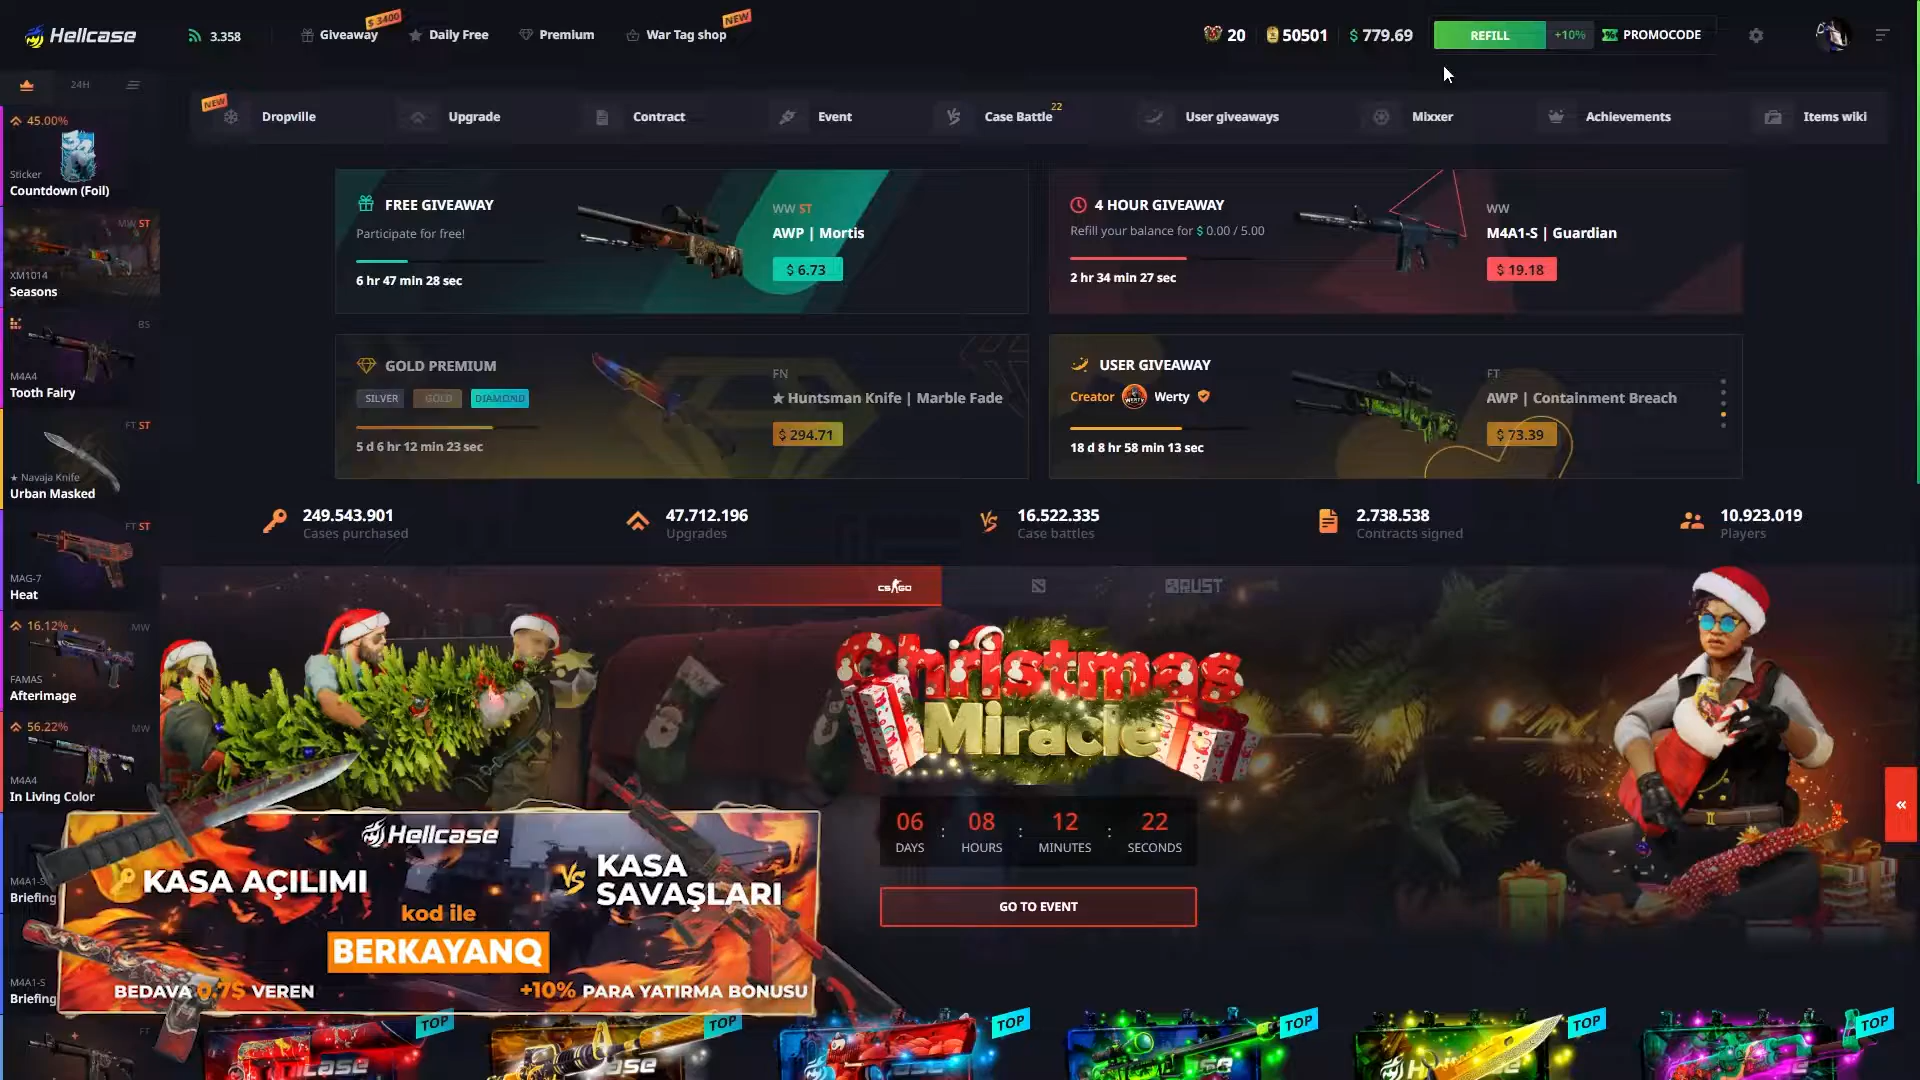 Hellcase
3.358
Giveaway
$ 3400
Daily Free
Premium
War Tag shop
NEW
20
50501
$ 779.69
REFILL
+10%
PROMOCODE
24H
NEW
Dropville
Upgrade
Contract
Event
Case Battle
22
User giveaways
Mixxer
Achievements
Items wiki
45.00%
Sticker
Countdown (Foil)
MW ST
XM1014
Seasons
BS
M4A4
Tooth Fairy
FT ST
★ Navaja Knife
Urban Masked
FT ST
MAG-7
Heat
16.12%
MW
FAMAS
Afterimage
56.22%
MW
M4A4
In Living Color
M4A1-S
Briefing
M4A1-S
Briefing
FT
FREE GIVEAWAY
Participate for free!
6 hr 47 min 28 sec
WW ST
AWP | Mortis
$ 6.73
4 HOUR GIVEAWAY
Refill your balance for $ 0.00 / 5.00
2 hr 34 min 27 sec
WW
M4A1-S | Guardian
$ 19.18
GOLD PREMIUM
SILVER
GOLD
DIAMOND
5 d 6 hr 12 min 23 sec
FN
★ Huntsman Knife | Marble Fade
$ 294.71
USER GIVEAWAY
Creator
Werty
18 d 8 hr 58 min 13 sec
FT
AWP | Containment Breach
$ 73.39
249.543.901
Cases purchased
47.712.196
Upgrades
VS
16.522.335
Case battles
2.738.538
Contracts signed
10.923.019
Players
CS:GO
RUST
Christmas
Miracle
06 : 08 : 12 : 22
DAYS HOURS MINUTES SECONDS
GO TO EVENT
«
Hellcase
KASA AÇILIMI
VS
KASA
SAVAŞLARI
kod ile
BERKAYANQ
BEDAVA 0.7$ VEREN
+10% PARA YATIRMA BONUSU
TOP
TOP
TOP
TOP
TOP
TOP